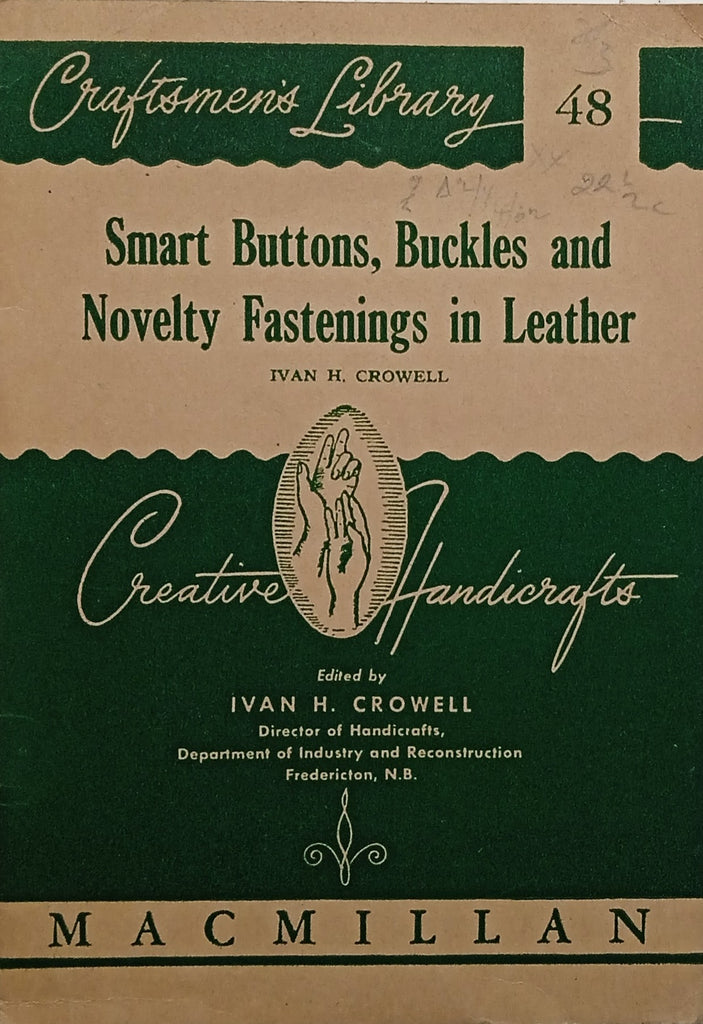 Craftsmen's Library 48
Smart Buttons, Buckles and
Novelty Fastenings in Leather
IVAN H. CROWELL
Creative Handicrafts
Edited by
IVAN H. CROWELL
Director of Handicrafts,
Department of Industry and Reconstruction
Fredericton, N.B.
MACMILLAN